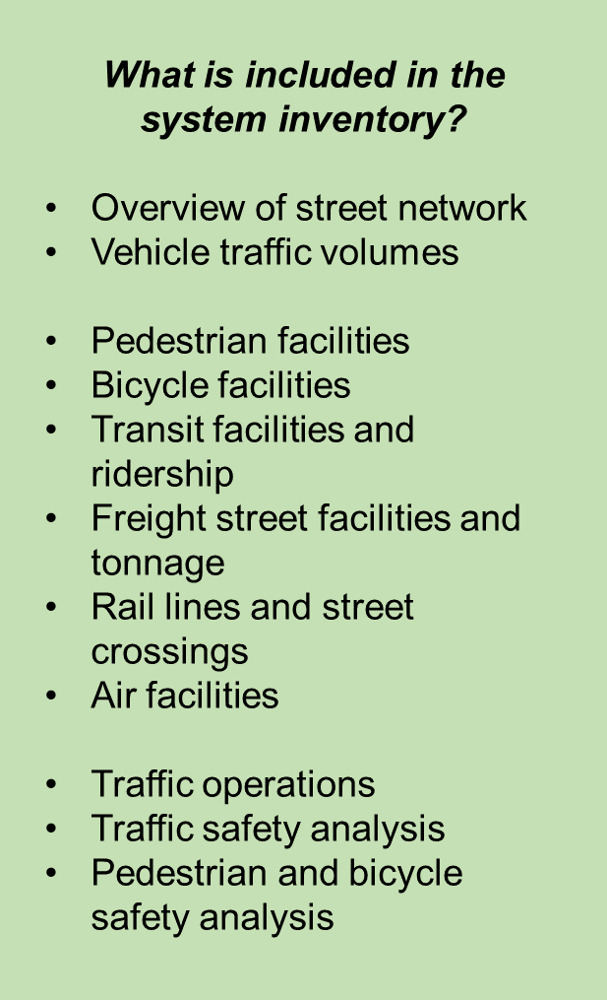 What is included in the
system inventory?
• Overview of street network
• Vehicle traffic volumes
• Pedestrian facilities
• Bicycle facilities
• Transit facilities and
ridership
• Freight street facilities and
tonnage
• Rail lines and street
crossings
• Air facilities
• Traffic operations
• Traffic safety analysis
• Pedestrian and bicycle
safety analysis